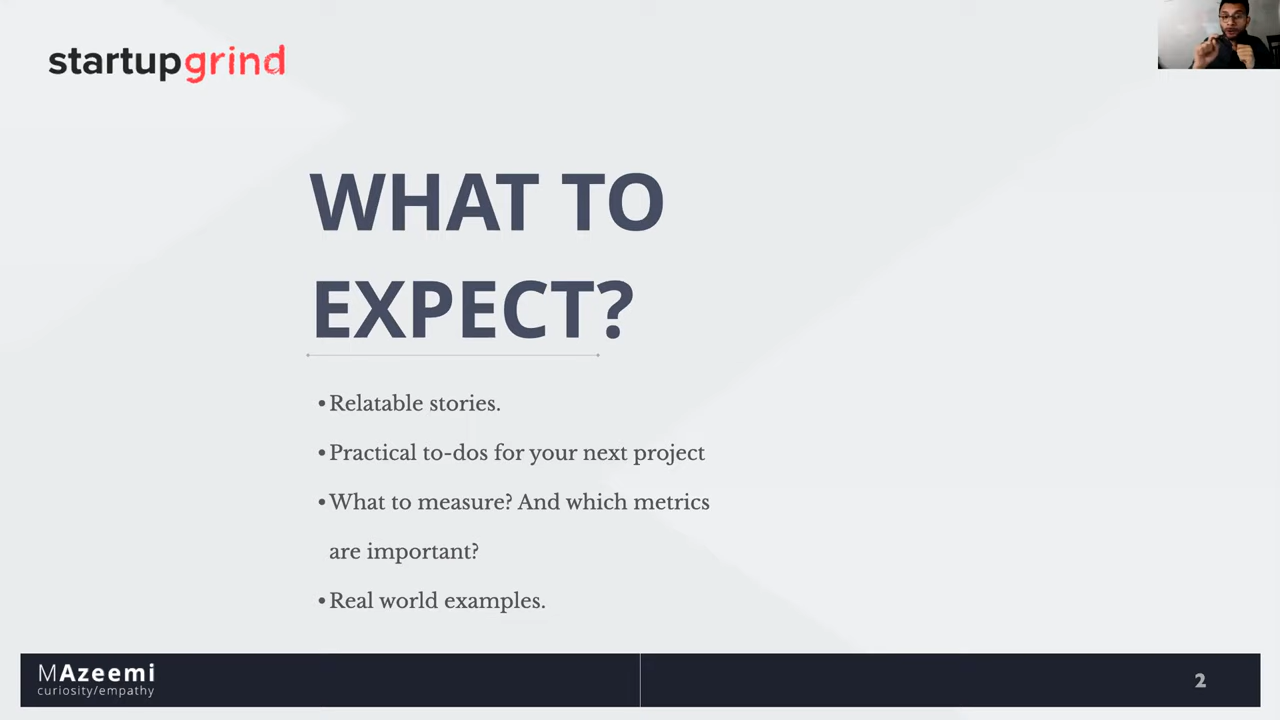 startupgrind
WHAT TO
EXPECT?
•Relatable stories.
•Practical to-dos for your next project
•What to measure? And which metrics
are important?
•Real world examples.
MAzeemi
curiosity/empathy
2